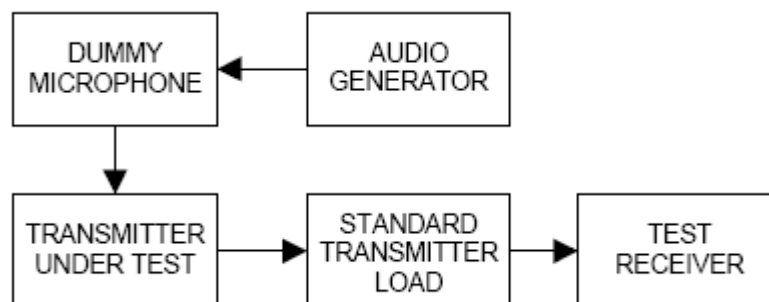 DUMMY
MICROPHONE
AUDIO
GENERATOR
TRANSMITTER
UNDER TEST
STANDARD
TRANSMITTER
LOAD
TEST
RECEIVER